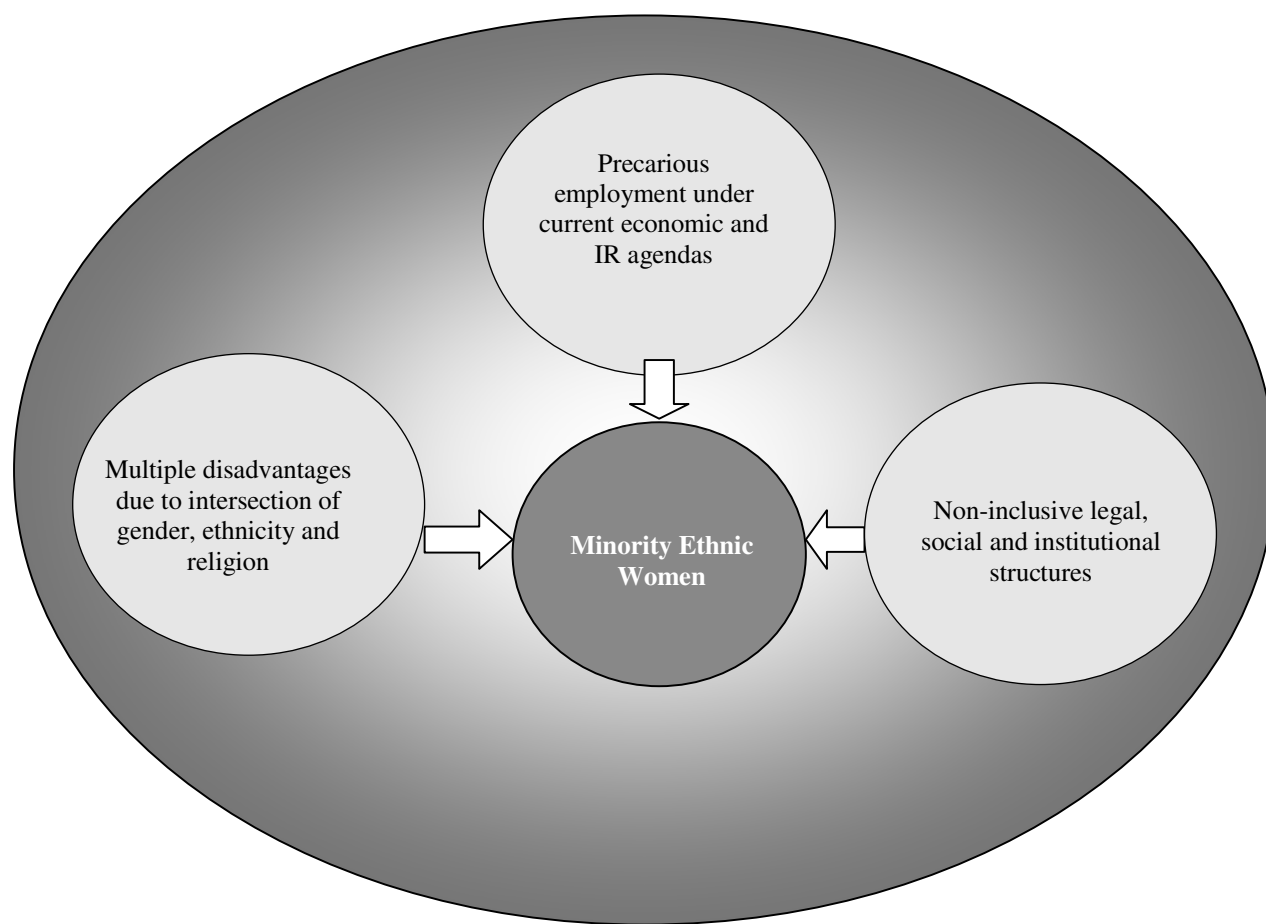 Precarious
employment under
current economic and
IR agendas
Multiple disadvantages
due to intersection of
gender, ethnicity and
religion
Minority Ethnic
Women
Non-inclusive legal,
social and institutional
structures